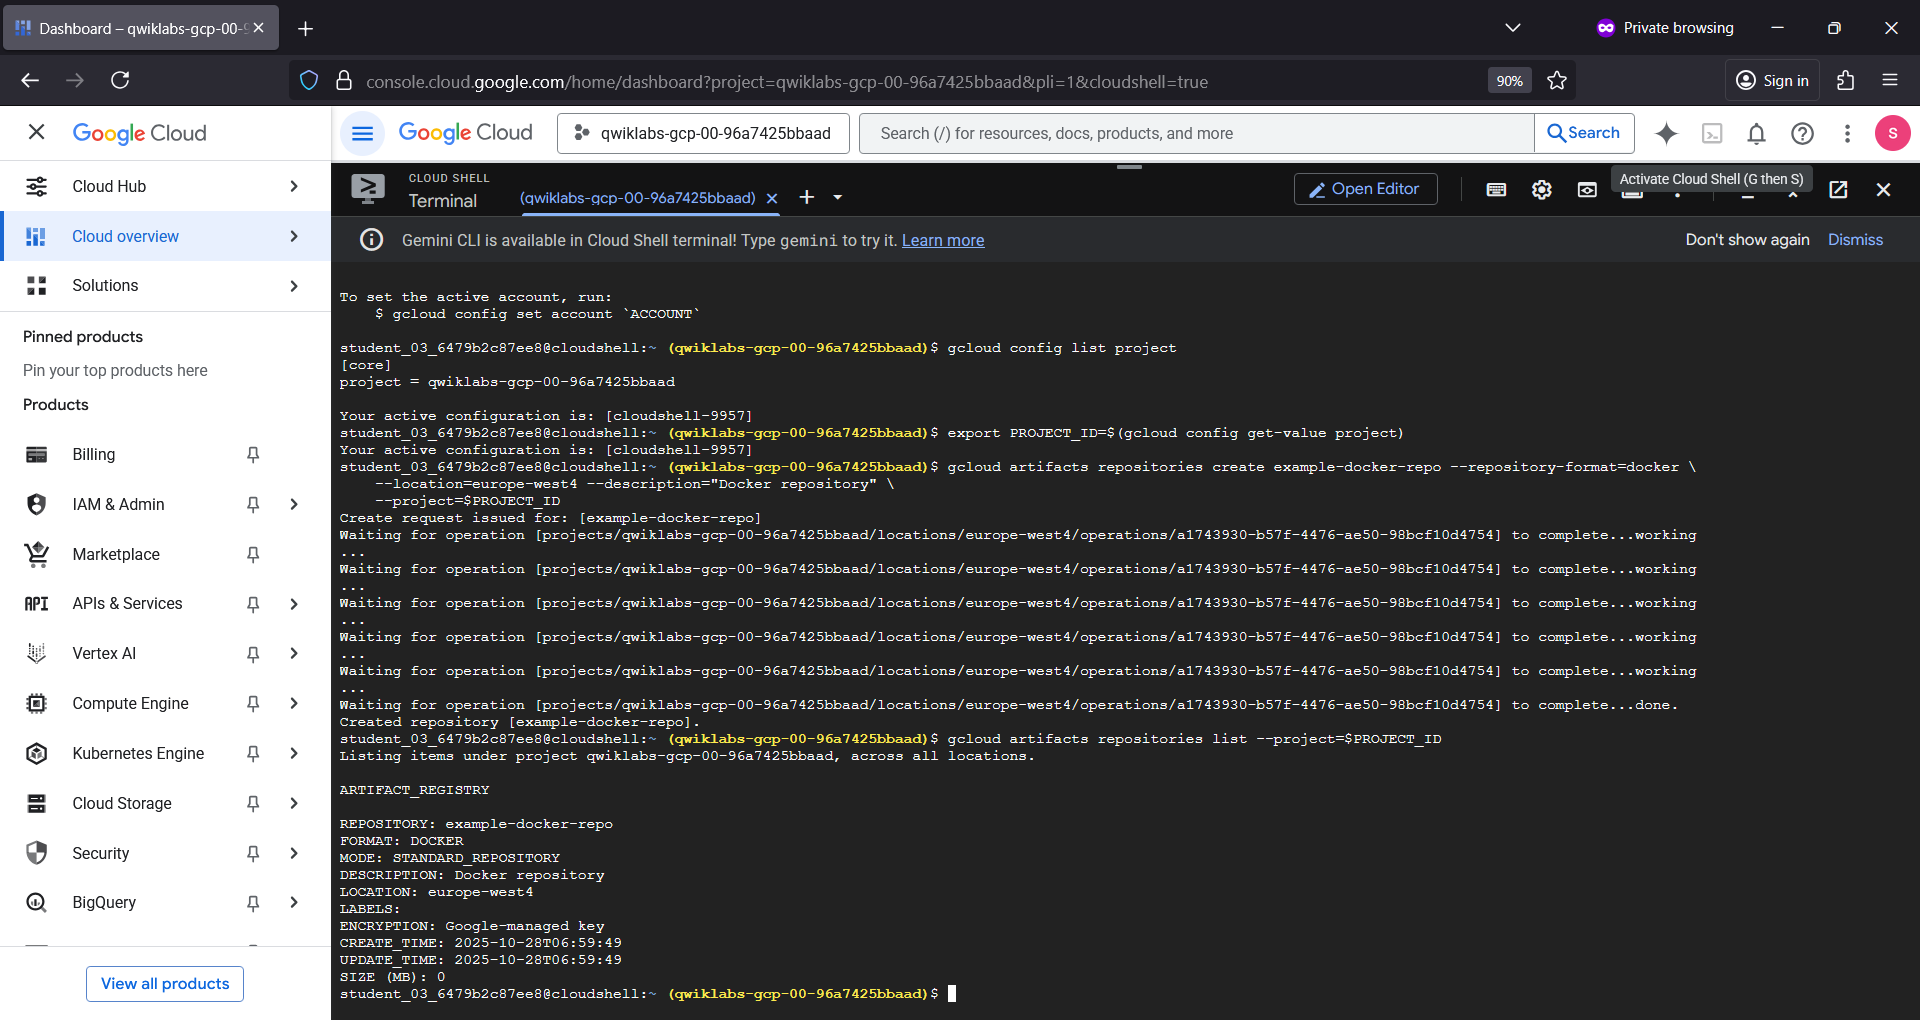 Dashboard – qwiklabs-gcp-00-9
Private browsing
console.cloud.google.com/home/dashboard?project=qwiklabs-gcp-00-96a7425bbaad&pli=1&cloudshell=true
90%
Sign in
Google Cloud
Google Cloud
qwiklabs-gcp-00-96a7425bbaad
Search (/) for resources, docs, products, and more
Search
S
Cloud Hub
Cloud overview
Solutions
Pinned products
Pin your top products here
Products
Billing
IAM & Admin
Marketplace
API
APIs & Services
Vertex AI
Compute Engine
Kubernetes Engine
Cloud Storage
Security
BigQuery
View all products
CLOUD SHELL
Terminal
(qwiklabs-gcp-00-96a7425bbaad)
Open Editor
Activate Cloud Shell (G then S)
Gemini CLI is available in Cloud Shell terminal! Type gemini to try it. Learn more
Don't show again
Dismiss
To set the active account, run:
$ gcloud config set account `ACCOUNT`
student_03_6479b2c87ee8@cloudshell:~ (qwiklabs-gcp-00-96a7425bbaad)$ gcloud config list project
[core]
project = qwiklabs-gcp-00-96a7425bbaad
Your active configuration is: [cloudshell-9957]
student_03_6479b2c87ee8@cloudshell:~ (qwiklabs-gcp-00-96a7425bbaad)$ export PROJECT_ID=$(gcloud config get-value project)
Your active configuration is: [cloudshell-9957]
student_03_6479b2c87ee8@cloudshell:~ (qwiklabs-gcp-00-96a7425bbaad)$ gcloud artifacts repositories create example-docker-repo --repository-format=docker \
--location=europe-west4 --description="Docker repository" \
--project=$PROJECT_ID
Create request issued for: [example-docker-repo]
Waiting for operation [projects/qwiklabs-gcp-00-96a7425bbaad/locations/europe-west4/operations/a1743930-b57f-4476-ae50-98bcf10d4754] to complete...working
...
Waiting for operation [projects/qwiklabs-gcp-00-96a7425bbaad/locations/europe-west4/operations/a1743930-b57f-4476-ae50-98bcf10d4754] to complete...working
...
Waiting for operation [projects/qwiklabs-gcp-00-96a7425bbaad/locations/europe-west4/operations/a1743930-b57f-4476-ae50-98bcf10d4754] to complete...working
...
Waiting for operation [projects/qwiklabs-gcp-00-96a7425bbaad/locations/europe-west4/operations/a1743930-b57f-4476-ae50-98bcf10d4754] to complete...working
...
Waiting for operation [projects/qwiklabs-gcp-00-96a7425bbaad/locations/europe-west4/operations/a1743930-b57f-4476-ae50-98bcf10d4754] to complete...working
...
Waiting for operation [projects/qwiklabs-gcp-00-96a7425bbaad/locations/europe-west4/operations/a1743930-b57f-4476-ae50-98bcf10d4754] to complete...done.
Created repository [example-docker-repo].
student_03_6479b2c87ee8@cloudshell:~ (qwiklabs-gcp-00-96a7425bbaad)$ gcloud artifacts repositories list --project=$PROJECT_ID
Listing items under project qwiklabs-gcp-00-96a7425bbaad, across all locations.
ARTIFACT_REGISTRY
REPOSITORY: example-docker-repo
FORMAT: DOCKER
MODE: STANDARD_REPOSITORY
DESCRIPTION: Docker repository
LOCATION: europe-west4
LABELS:
ENCRYPTION: Google-managed key
CREATE_TIME: 2025-10-28T06:59:49
UPDATE_TIME: 2025-10-28T06:59:49
SIZE (MB): 0
student_03_6479b2c87ee8@cloudshell:~ (qwiklabs-gcp-00-96a7425bbaad)$